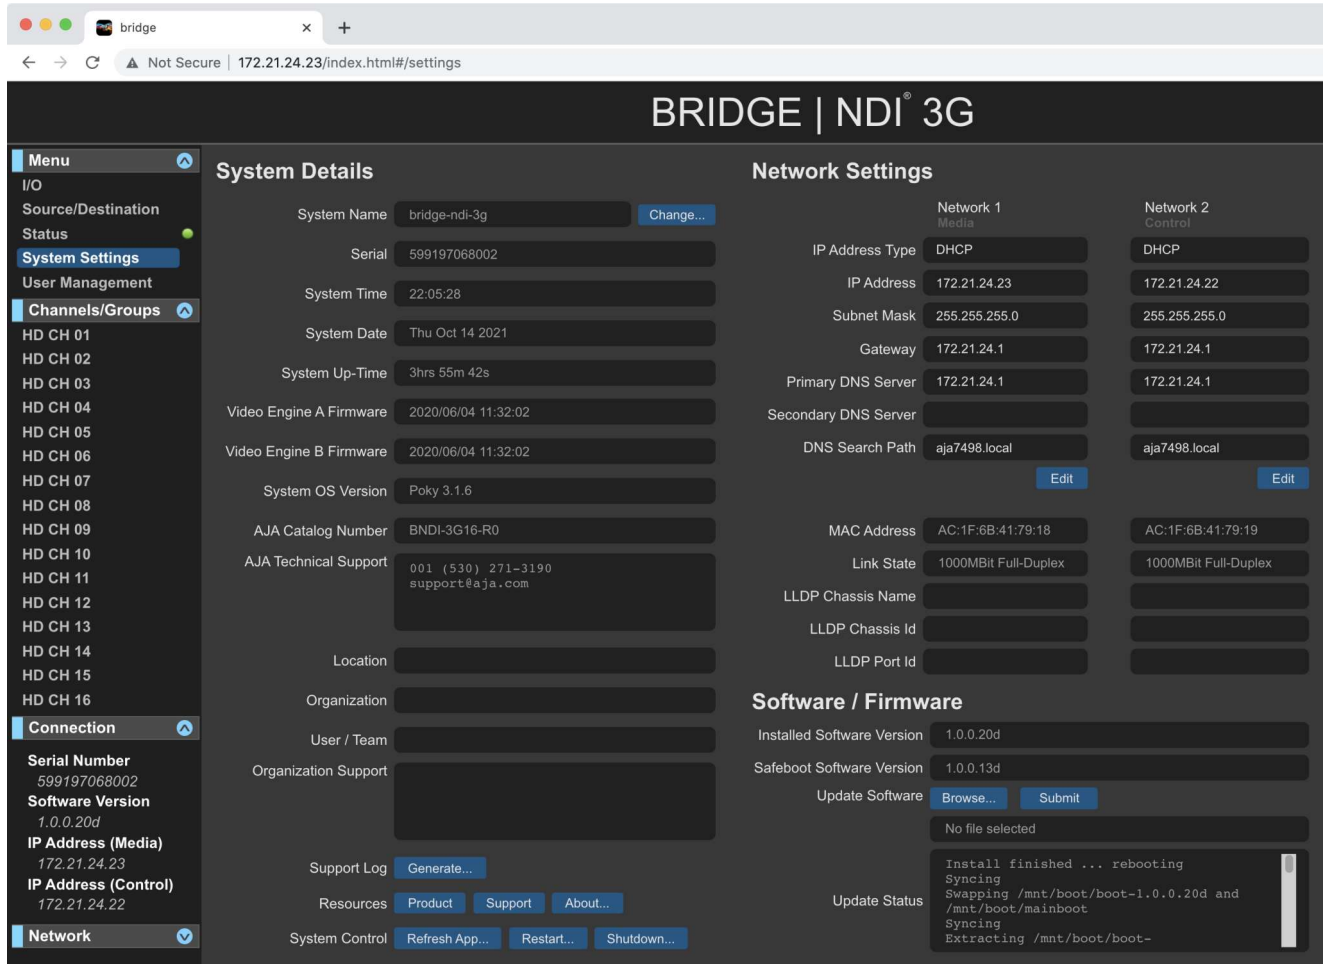 bridge
Not Secure | 172.21.24.23/index.html#/settings
BRIDGE | NDI® 3G
Menu
I/O
Source/Destination
Status
System Settings
User Management
Channels/Groups
HD CH 01
HD CH 02
HD CH 03
HD CH 04
HD CH 05
HD CH 06
HD CH 07
HD CH 08
HD CH 09
HD CH 10
HD CH 11
HD CH 12
HD CH 13
HD CH 14
HD CH 15
HD CH 16
Connection
Serial Number
599197068002
Software Version
1.0.0.20d
IP Address (Media)
172.21.24.23
IP Address (Control)
172.21.24.22
Network
System Details
System Name bridge-ndi-3g Change...
Serial 599197068002
System Time 22:05:28
System Date Thu Oct 14 2021
System Up-Time 3hrs 55m 42s
Video Engine A Firmware 2020/06/04 11:32:02
Video Engine B Firmware 2020/06/04 11:32:02
System OS Version Poky 3.1.6
AJA Catalog Number BNDI-3G16-R0
AJA Technical Support 001 (530) 271-3190
support@aja.com
Location
Organization
User / Team
Organization Support
Support Log Generate...
Resources Product Support About...
System Control Refresh App... Restart... Shutdown...
Network Settings
Network 1 Network 2
Media Control
IP Address Type DHCP DHCP
IP Address 172.21.24.23 172.21.24.22
Subnet Mask 255.255.255.0 255.255.255.0
Gateway 172.21.24.1 172.21.24.1
Primary DNS Server 172.21.24.1 172.21.24.1
Secondary DNS Server
DNS Search Path aja7498.local aja7498.local
Edit Edit
MAC Address AC:1F:6B:41:79:18 AC:1F:6B:41:79:19
Link State 1000MBit Full-Duplex 1000MBit Full-Duplex
LLDP Chassis Name
LLDP Chassis Id
LLDP Port Id
Software / Firmware
Installed Software Version 1.0.0.20d
Safeboot Software Version 1.0.0.13d
Update Software Browse... Submit
No file selected
Update Status
Install finished ... rebooting
Syncing
Swapping /mnt/boot/boot-1.0.0.20d and
/mnt/boot/mainboot
Syncing
Extracting /mnt/boot/boot-